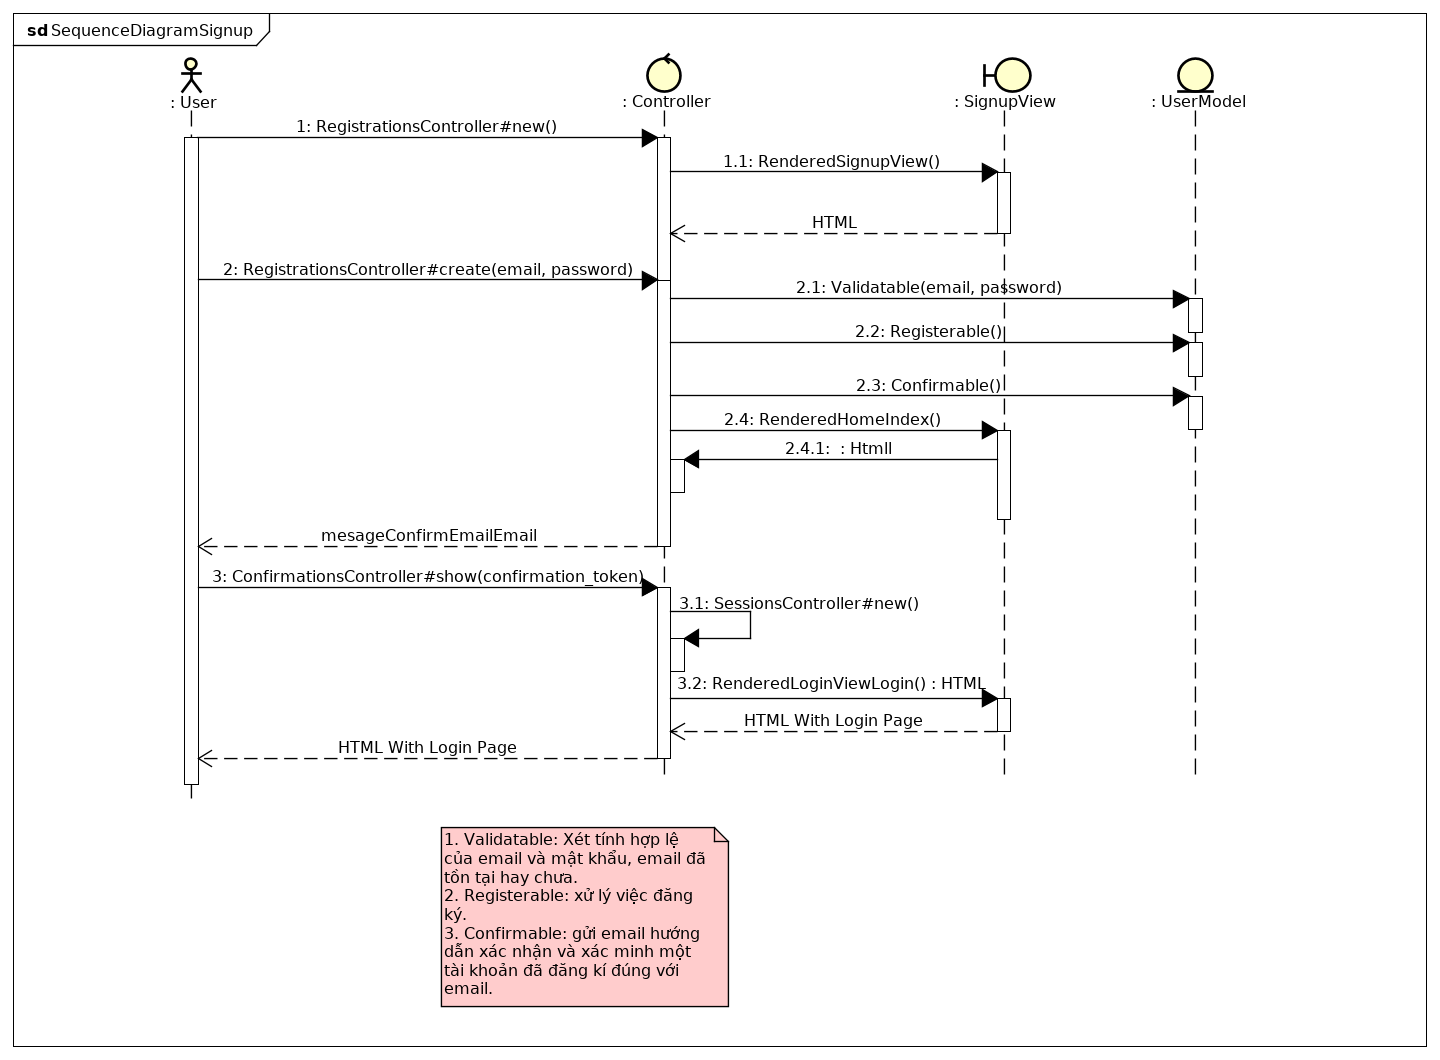 sd SequenceDiagramSignup
: User
: Controller
: SignupView
: UserModel
1: RegistrationsController#new()
1.1: RenderedSignupView()
HTML
2: RegistrationsController#create(email, password)
2.1: Validatable(email, password)
2.2: Registerable()
2.3: Confirmable()
2.4: RenderedHomeIndex()
2.4.1:  : Htmll
mesageConfirmEmailEmail
3: ConfirmationsController#show(confirmation_token)
3.1: SessionsController#new()
3.2: RenderedLoginViewLogin() : HTML
HTML With Login Page
HTML With Login Page
1. Validatable: Xét tính hợp lệ
của email và mật khẩu, email đã
tồn tại hay chưa.
2. Registerable: xử lý việc đăng
ký.
3. Confirmable: gửi email hướng
dẫn xác nhận và xác minh một
tài khoản đã đăng kí đúng với
email.